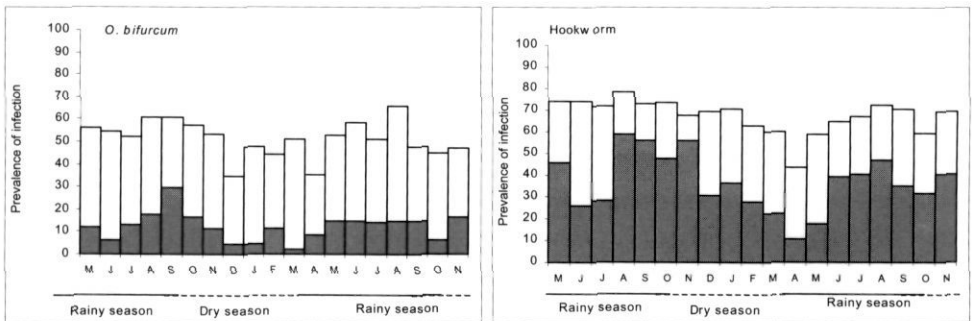 O. bifurcum
Prevalence of infection
100
90
80
70
60
50
40
30
20
10
0
M J J A S O N D J F M A M J J A S O N
Rainy season Dry season Rainy season
Hookw orm
Prevalence of infection
100
90
80
70
60
50
40
30
20
10
0
M J J A S O N D J F M A M J J A S O N
Rainy season Dry season Rainy season